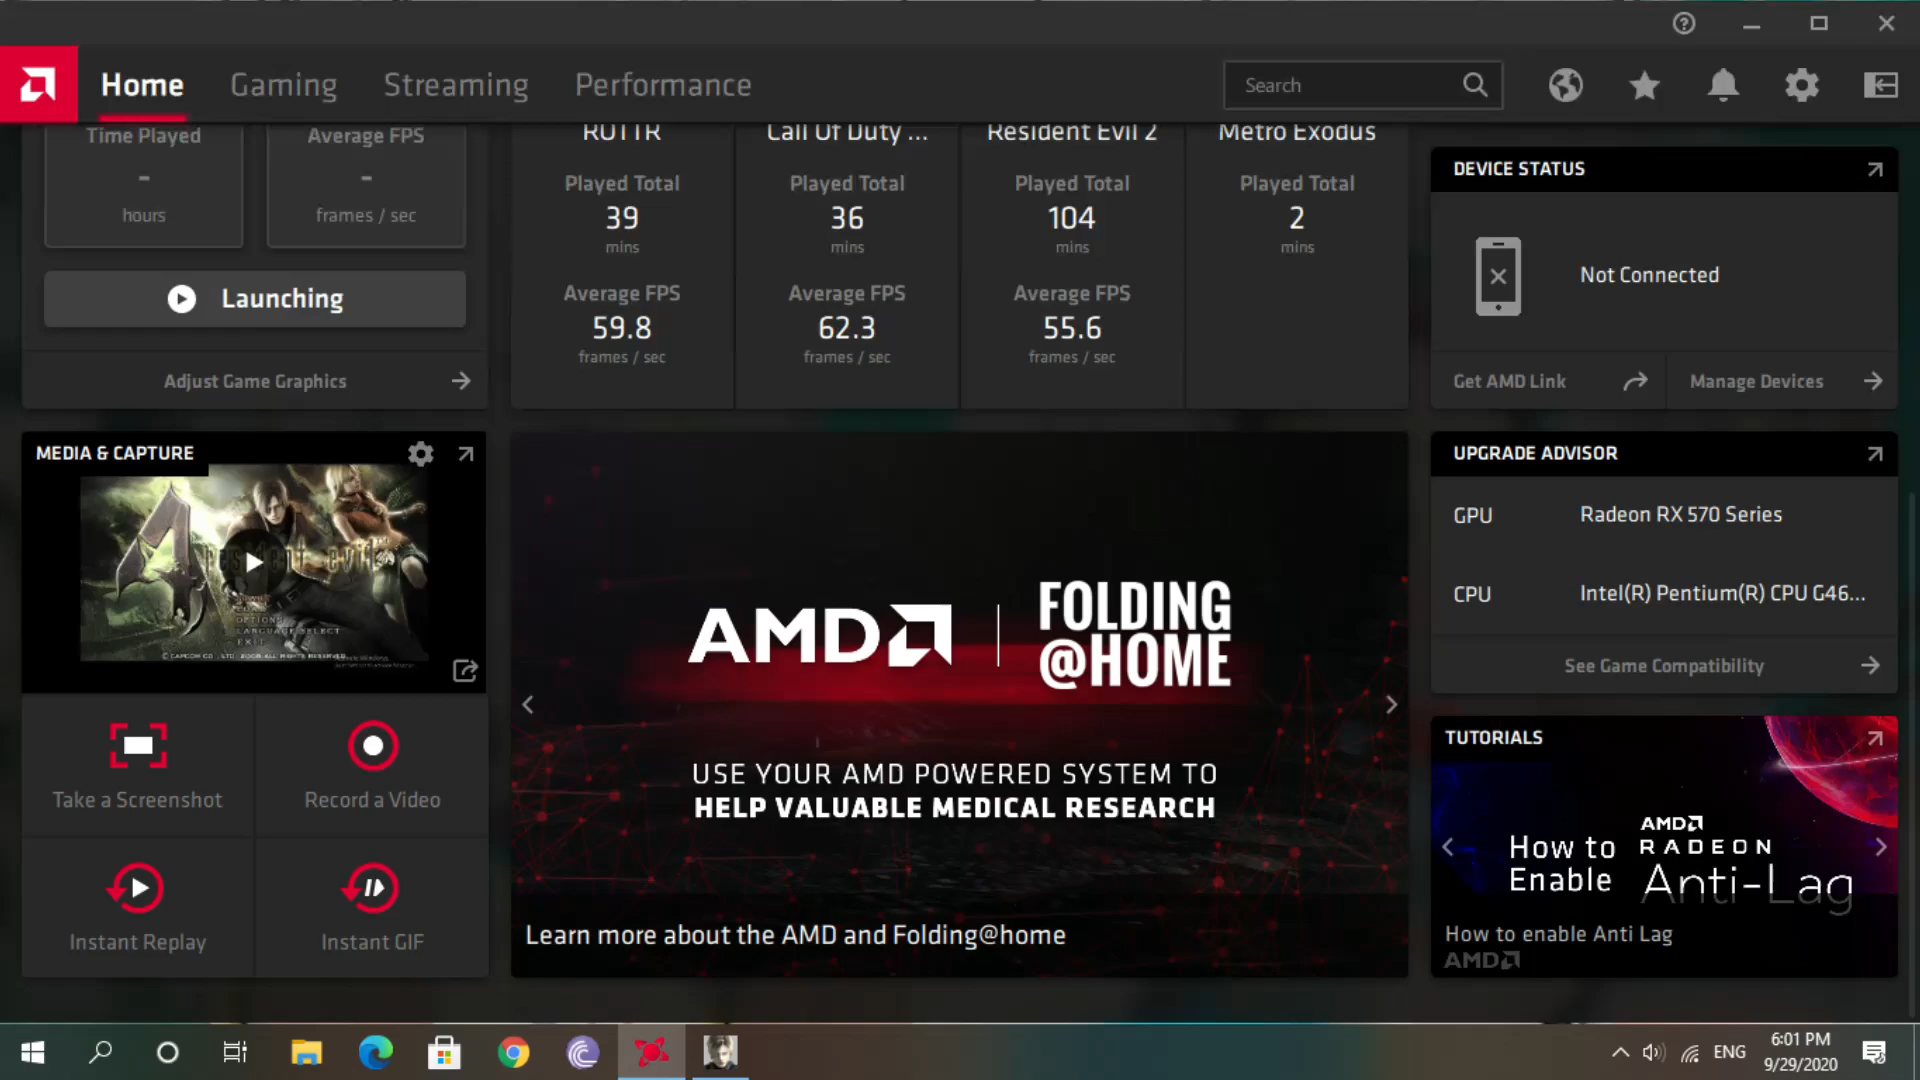 Home
Gaming
Streaming
Performance
Search
Time Played
-
hours
Average FPS
-
frames / sec
Launching
Adjust Game Graphics
ROTTR
Played Total
39
mins
Average FPS
59.8
frames / sec
Call Of Duty ...
Played Total
36
mins
Average FPS
62.3
frames / sec
Resident Evil 2
Played Total
104
mins
Average FPS
55.6
frames / sec
Metro Exodus
Played Total
2
mins
DEVICE STATUS
Not Connected
Get AMD Link
Manage Devices
MEDIA & CAPTURE
4
resident evil
OPTIONS
LANGUAGE SELECT
EXIT
Take a Screenshot
Record a Video
Instant Replay
Instant GIF
AMD
FOLDING
@HOME
USE YOUR AMD POWERED SYSTEM TO
HELP VALUABLE MEDICAL RESEARCH
Learn more about the AMD and Folding@home
UPGRADE ADVISOR
GPU
Radeon RX 570 Series
CPU
Intel(R) Pentium(R) CPU G46...
See Game Compatibility
TUTORIALS
How to
Enable
AMD
RADEON
Anti-Lag
How to enable Anti Lag
AMD
ENG
6:01 PM
9/29/2020